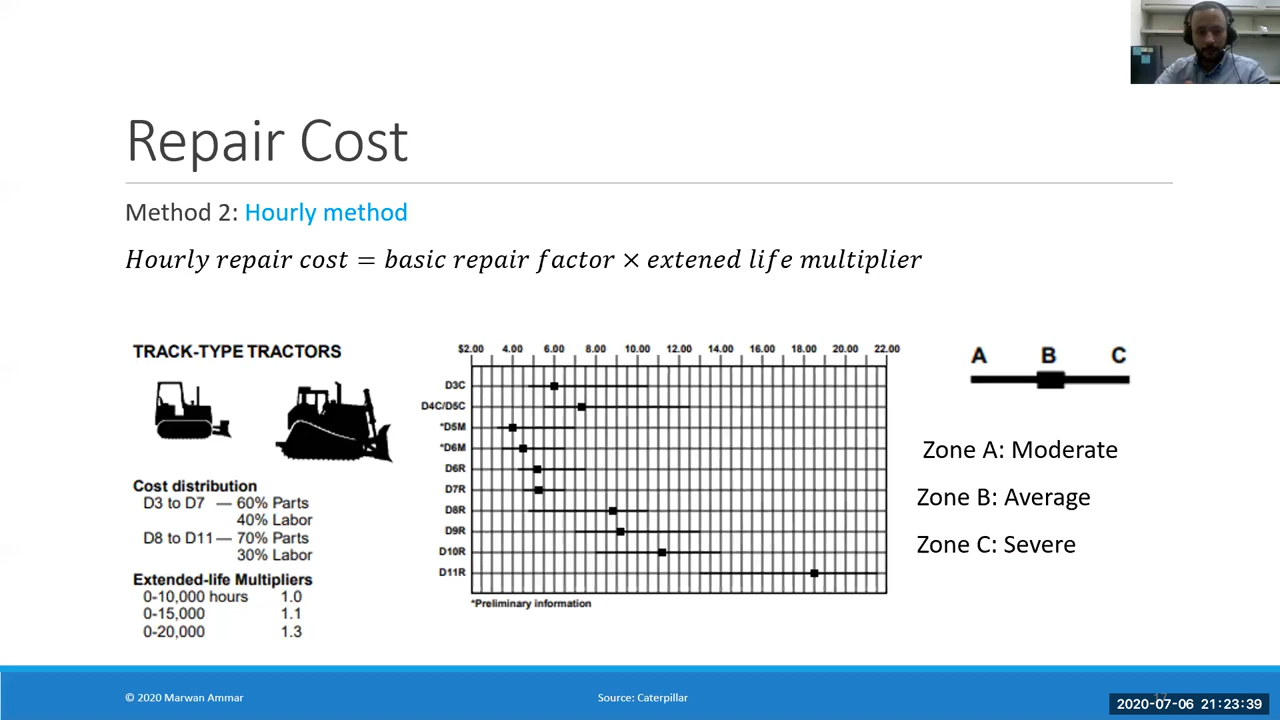 Repair Cost
Method 2: Hourly method
Hourly repair cost = basic repair factor × extened life multiplier
TRACK-TYPE TRACTORS
Cost distribution
D3 to D7 — 60% Parts
40% Labor
D8 to D11 — 70% Parts
30% Labor
Extended-life Multipliers
0-10,000 hours 1.0
0-15,000 1.1
0-20,000 1.3
$2.00 4.00 6.00 8.00 10.00 12.00 14.00 16.00 18.00 20.00 22.00
D3C
D4C/D5C
*D5M
*D6M
D6R
D7R
D8R
D9R
D10R
D11R
*Preliminary information
A B C
Zone A: Moderate
Zone B: Average
Zone C: Severe
© 2020 Marwan Ammar
Source: Caterpillar
17
2020-07-06 21:23:39